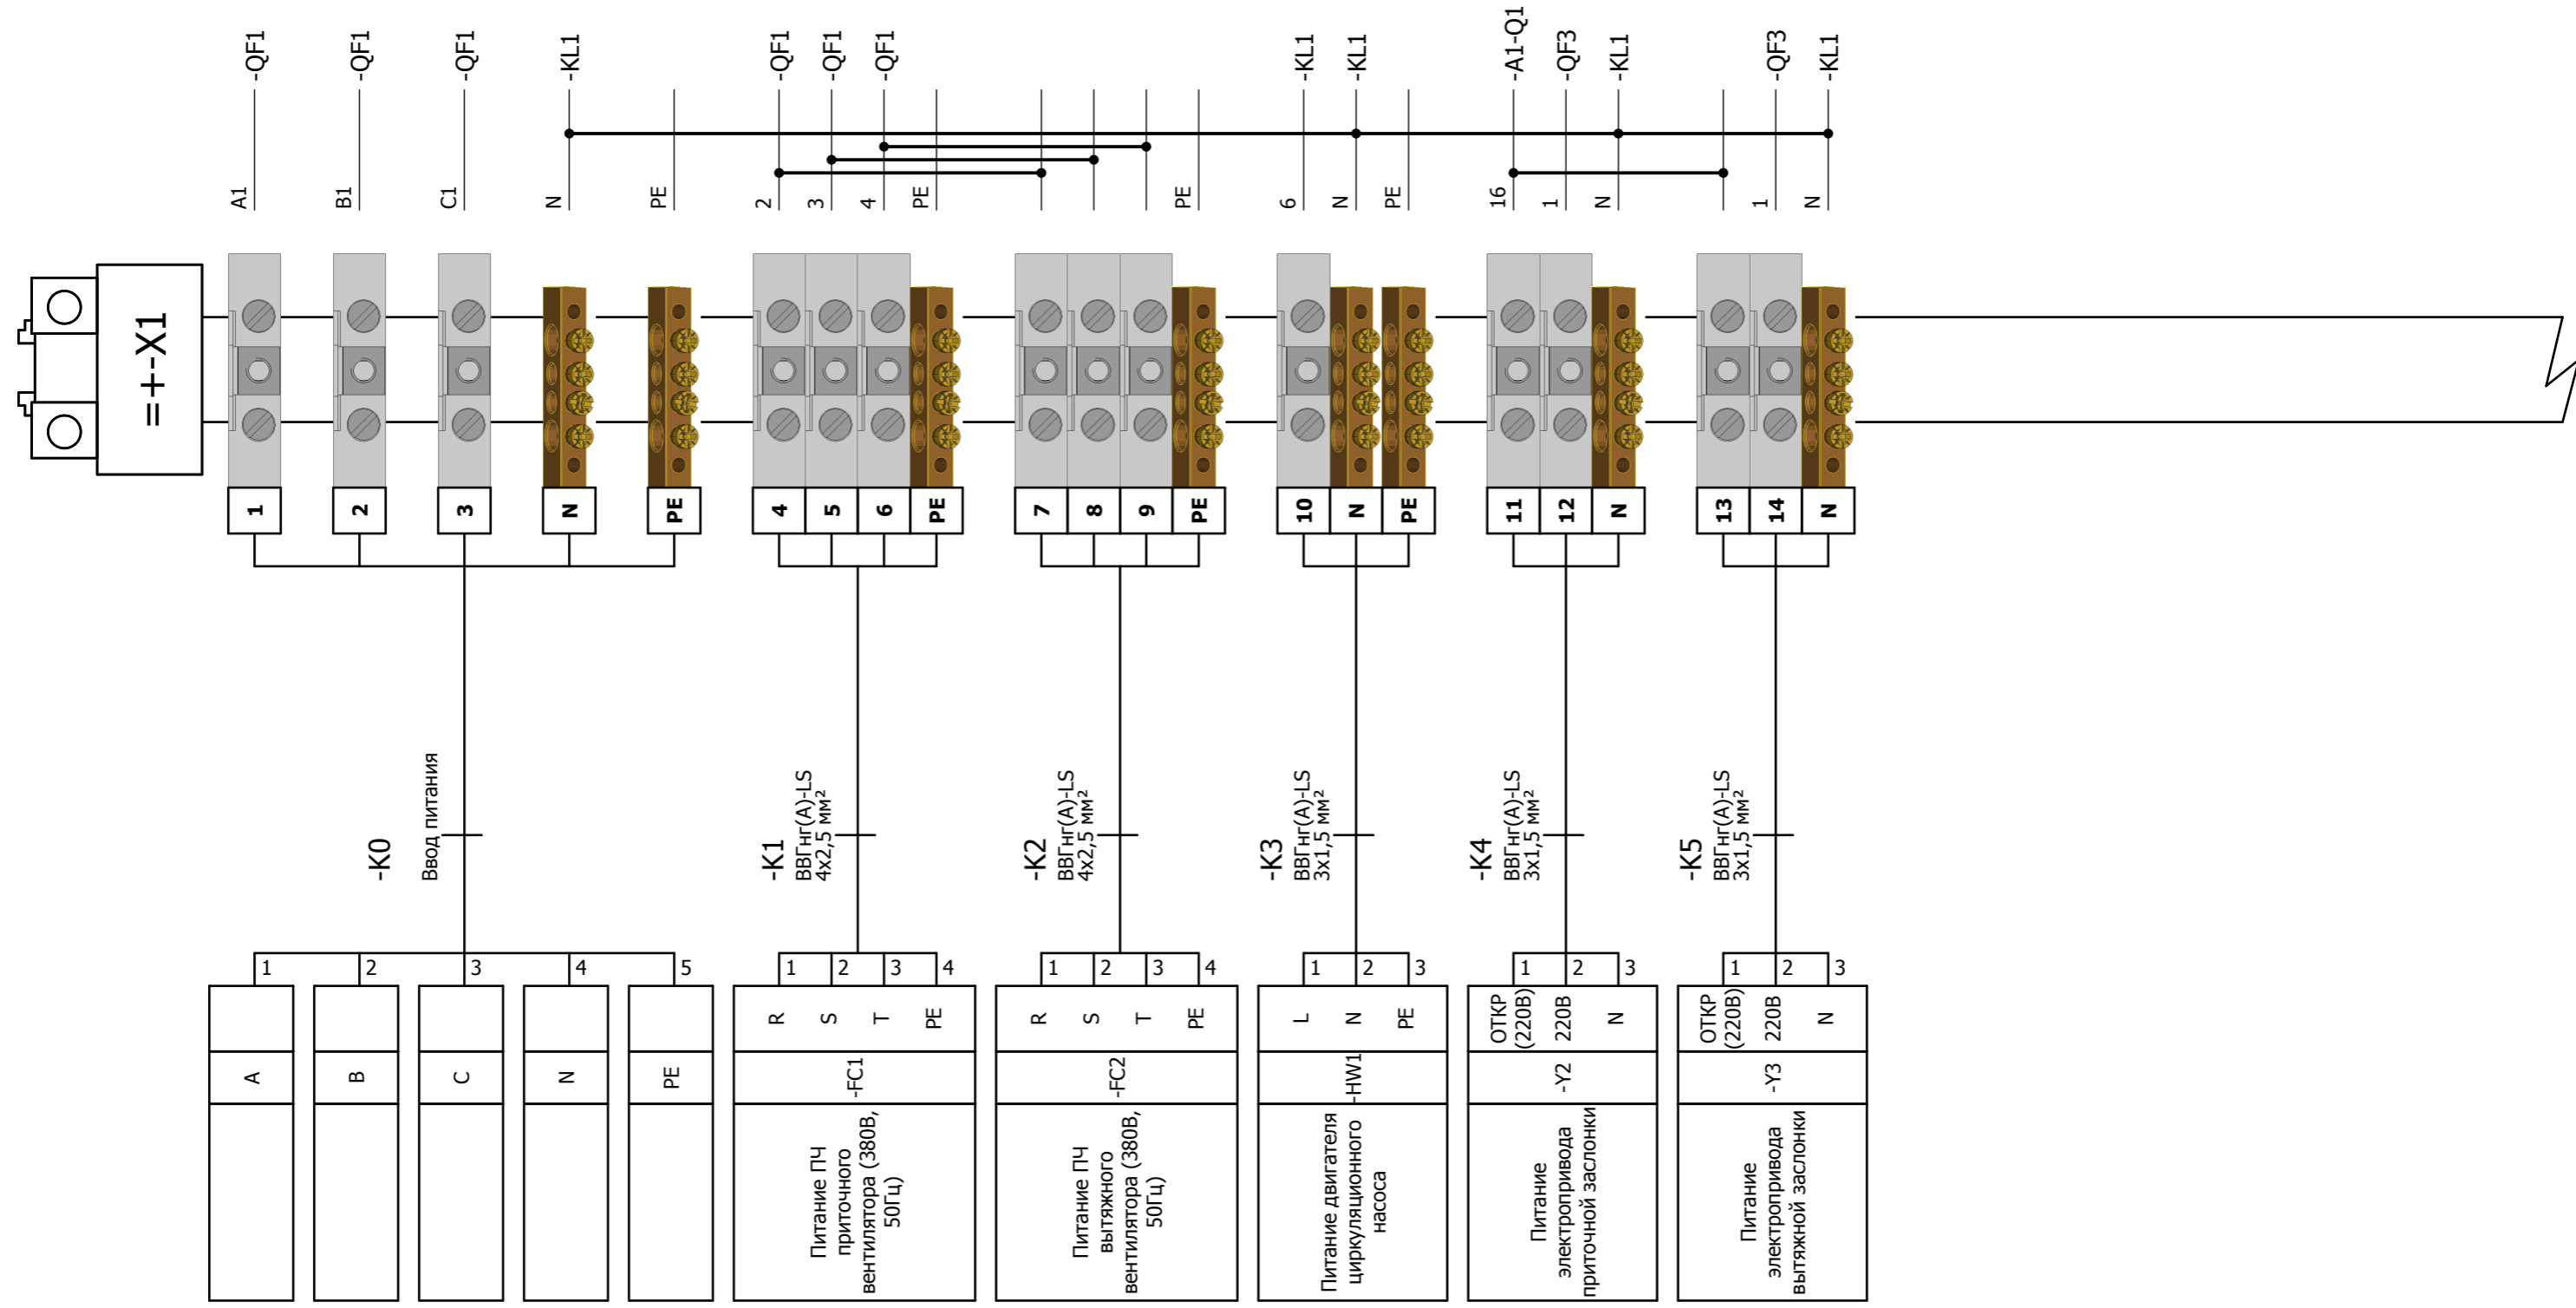 -QF1
-QF1
-QF1
-KL1
-QF1
-QF1
-QF1
-KL1
-KL1
-A1-Q1
-QF3
-KL1
-QF3
-KL1
A1
B1
C1
N
PE
2
3
4
PE
PE
6
N
PE
16
1
N
1
N
=+-X1
1
2
3
N
PE
4
5
6
PE
7
8
9
PE
10
N
PE
11
12
N
13
14
N
-K0
Ввод питания
-K1
ВВГнг(А)-LS
4x2,5 мм²
-K2
ВВГнг(А)-LS
4x2,5 мм²
-K3
ВВГнг(А)-LS
3x1,5 мм²
-K4
ВВГнг(А)-LS
3x1,5 мм²
-K5
ВВГнг(А)-LS
3x1,5 мм²
1
2
3
4
5
1
2
3
4
1
2
3
4
1
2
3
1
2
3
1
2
3
R
S
T
PE
R
S
T
PE
L
N
PE
ОТКР
(220В)
220В
N
ОТКР
(220В)
220В
N
A
B
C
N
PE
-FC1
-FC2
-HW1
-Y2
-Y3
Питание ПЧ
приточного
вентилятора (380В,
50Гц)
Питание ПЧ
вытяжного
вентилятора (380В,
50Гц)
Питание двигателя
циркуляционного
насоса
Питание
электропривода
приточной заслонки
Питание
электропривода
вытяжной заслонки